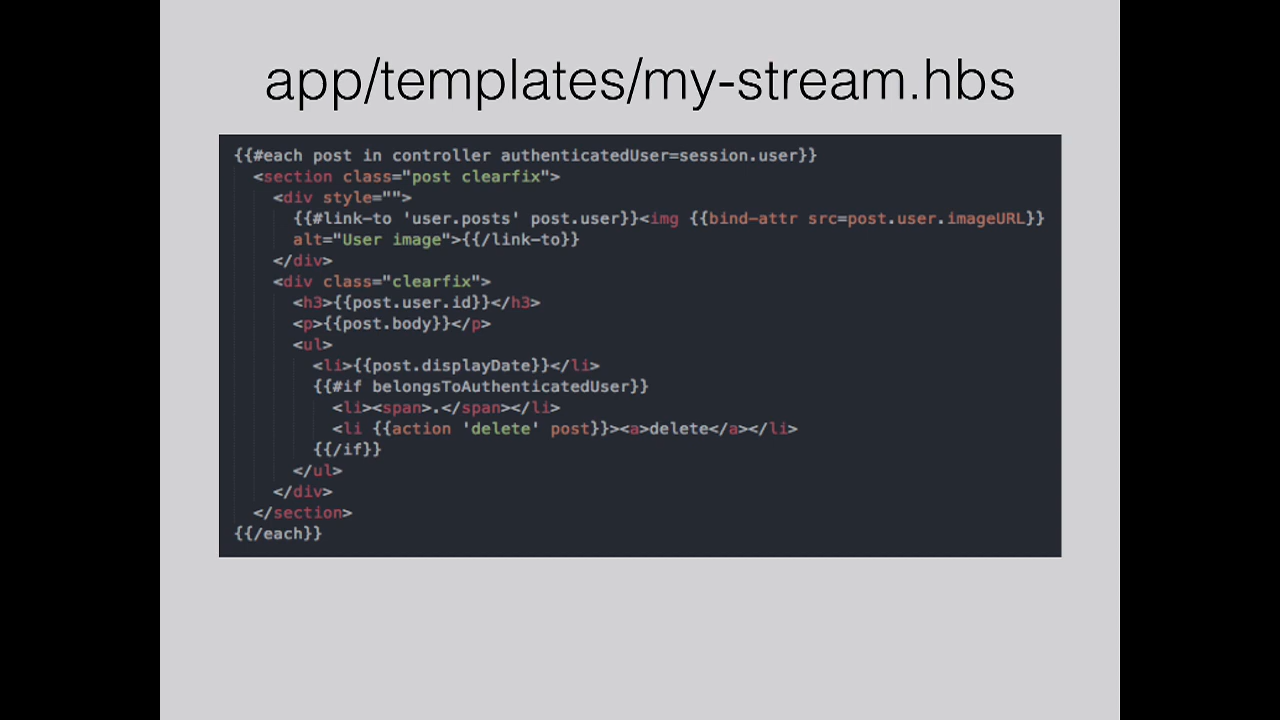 app/templates/my-stream.hbs
{{#each post in controller authenticatedUser=session.user}}
<section class="post clearfix">
<div style="">
{{#link-to 'user.posts' post.user}}<img {{bind-attr src=post.user.imageURL}}
alt="User image">{{/link-to}}
</div>
<div class="clearfix">
<h3>{{post.user.id}}</h3>
<p>{{post.body}}</p>
<ul>
<li>{{post.displayDate}}</li>
{{#if belongsToAuthenticatedUser}}
<li><span>.</span></li>
<li {{action 'delete' post}}><a>delete</a></li>
{{/if}}
</ul>
</div>
</section>
{{/each}}